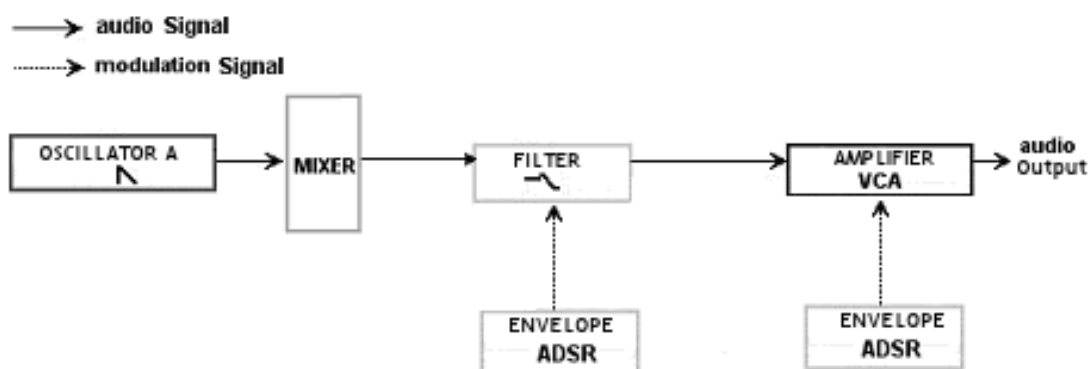 audio Signal
modulation Signal
OSCILLATOR A
MIXER
FILTER
AMPLIFIER
VCA
audio
Output
ENVELOPE
ADSR
ENVELOPE
ADSR